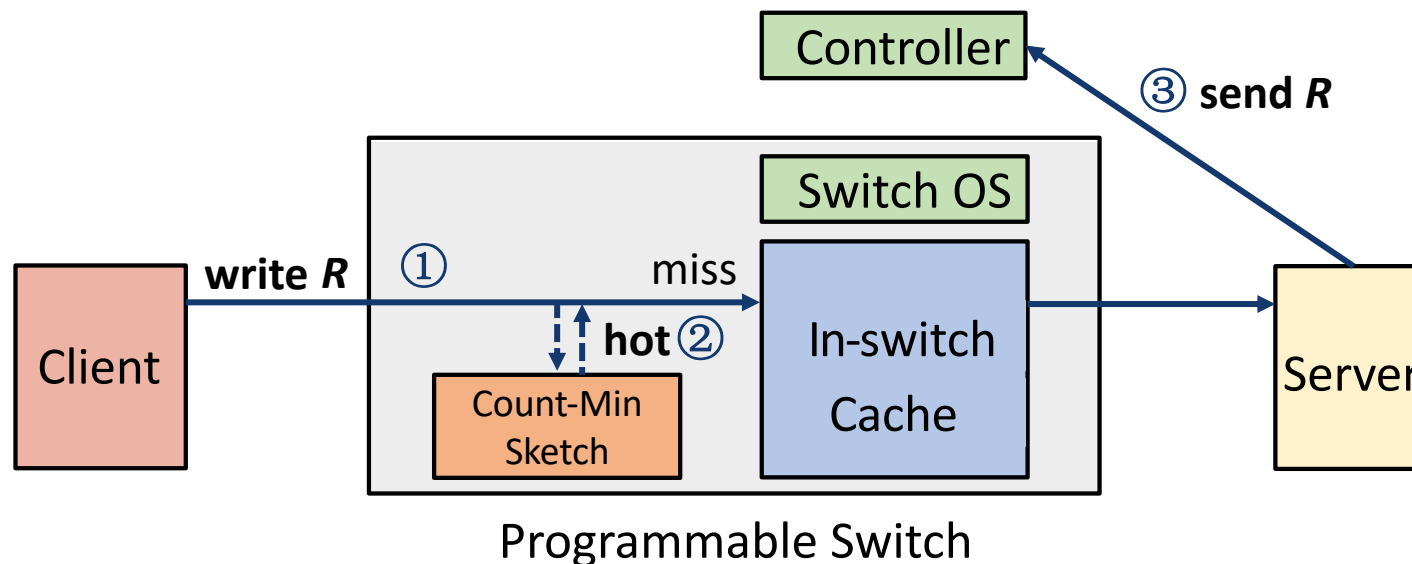 Controller
③ send R
Switch OS
write R
①
miss
hot ②
Client
In-switch
Cache
Count-Min
Sketch
Server
Programmable Switch